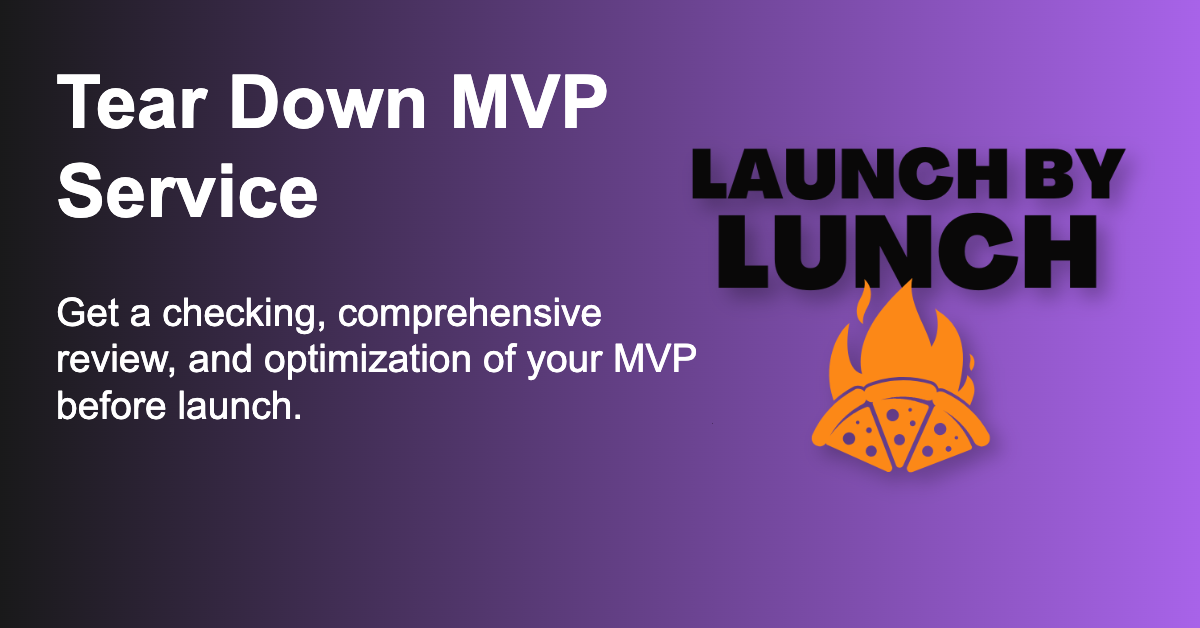 Tear Down MVP
Service
Get a checking, comprehensive
review, and optimization of your MVP
before launch.
LAUNCH BY
LUNCH